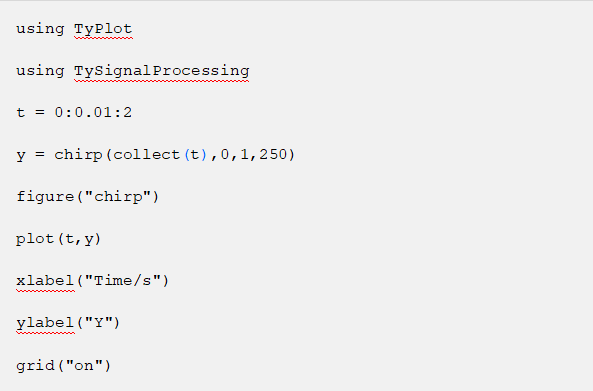 using TyPlot
using TySignalProcessing
t = 0:0.01:2
y = chirp(collect(t),0,1,250)
figure("chirp")
plot(t,y)
xlabel("Time/s")
ylabel("Y")
grid("on")